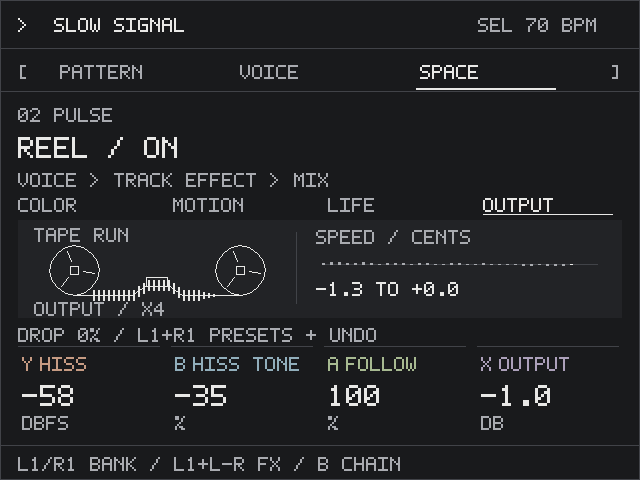 > SLOW SIGNAL SEL 70 BPM
[ PATTERN VOICE SPACE ]
02 PULSE
REEL / ON
VOICE > TRACK EFFECT > MIX
COLOR MOTION LIFE OUTPUT
TAPE RUN SPEED / CENTS
-1.3 TO +0.0
OUTPUT / X4
DROP 0% / L1+R1 PRESETS + UNDO
Y HISS B HISS TONE A FOLLOW X OUTPUT
-58 -35 100 -1.0
DBFS % % DB
L1/R1 BANK / L1+L-R FX / B CHAIN